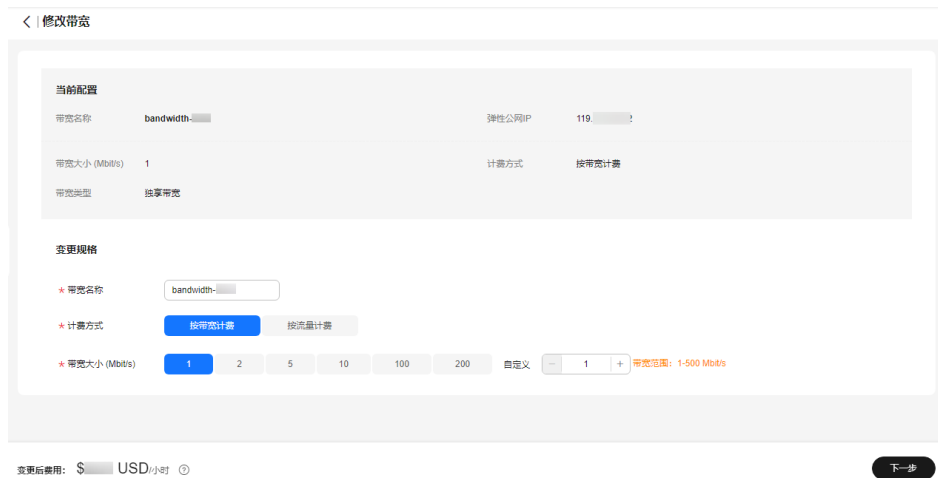 修改带宽
当前配置
带宽名称 bandwidth- 弹性公网IP 119.
带宽大小 (Mbit/s) 1 计费方式 按带宽计费
带宽类型 独享带宽
变更规格
* 带宽名称 bandwidth-
* 计费方式 按带宽计费 按流量计费
* 带宽大小 (Mbit/s) 1 2 5 10 100 200 自定义 − 1 + 带宽范围：1-500 Mbit/s
变更后费用： $ USD/小时 ? 下一步